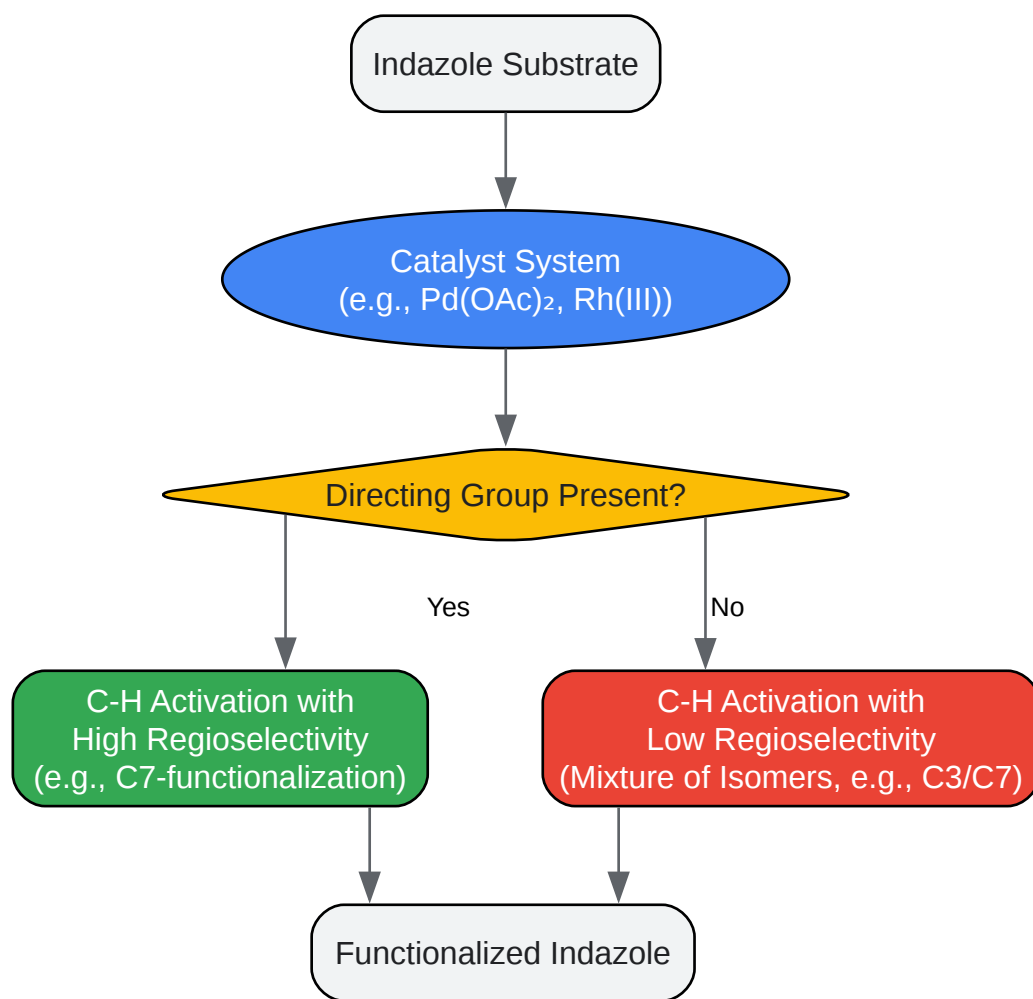 Indazole Substrate
Catalyst System
(e.g., Pd(OAc)₂, Rh(III))
Directing Group Present?
Yes
No
C-H Activation with
High Regioselectivity
(e.g., C7-functionalization)
C-H Activation with
Low Regioselectivity
(Mixture of Isomers, e.g., C3/C7)
Functionalized Indazole